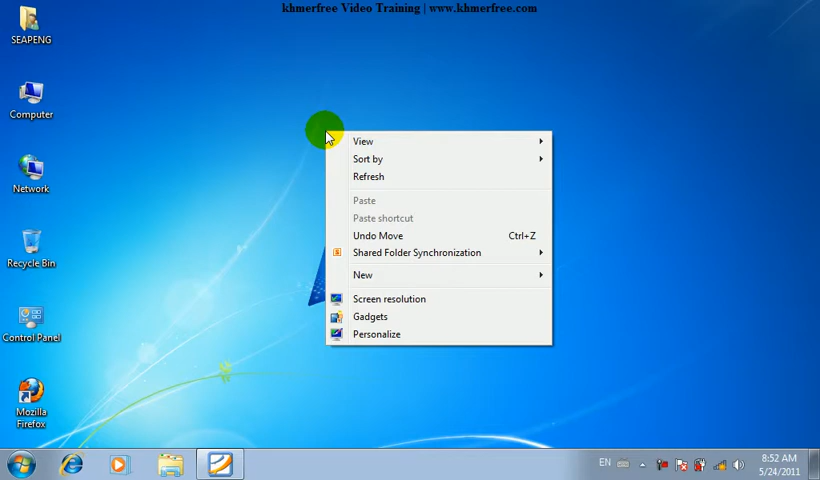 khmerfree Video Training | www.khmerfree.com
SEAPENG
Computer
Network
Recycle Bin
Control Panel
Mozilla
Firefox
View
Sort by
Refresh
Paste
Paste shortcut
Undo Move Ctrl+Z
Shared Folder Synchronization
New
Screen resolution
Gadgets
Personalize
EN
8:52 AM
5/24/2011